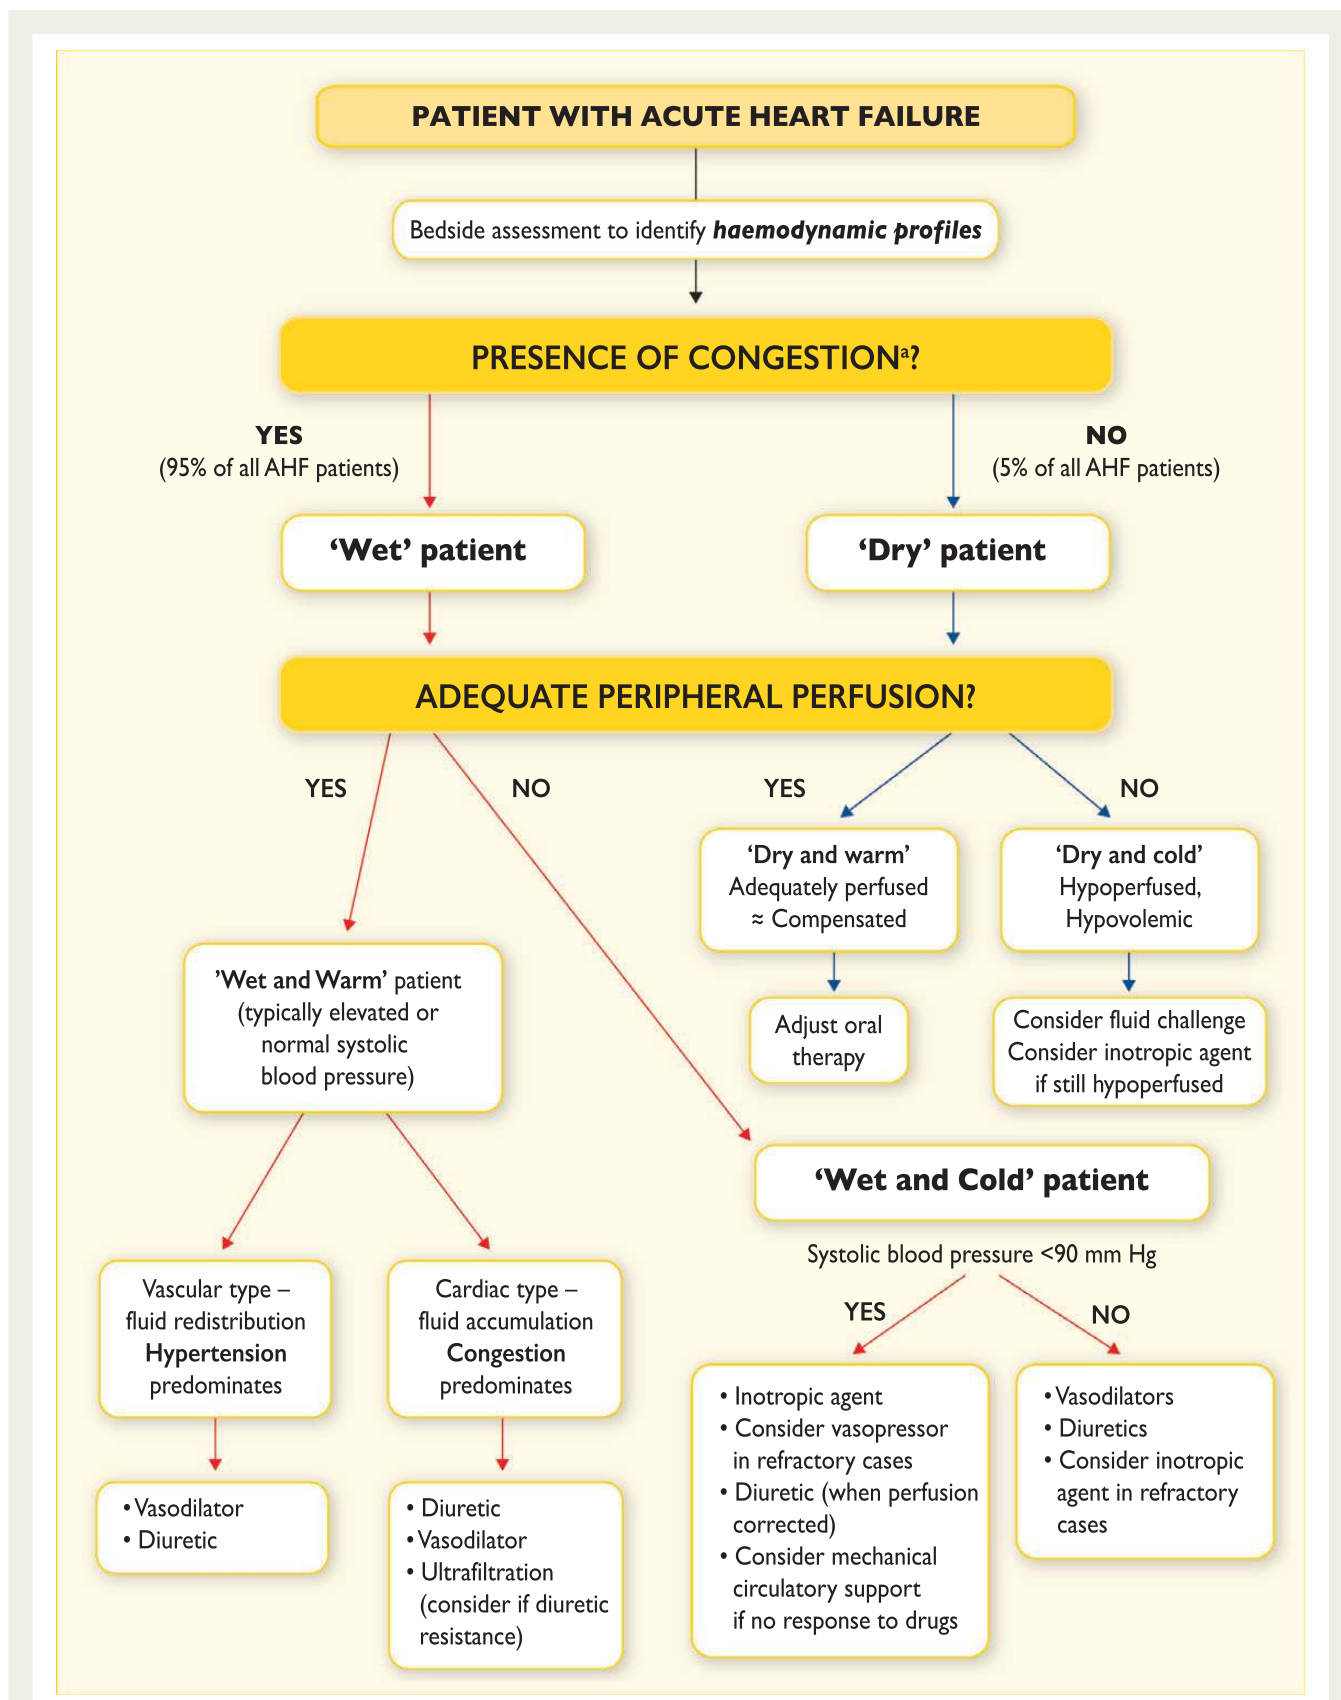 PATIENT WITH ACUTE HEART FAILURE
Bedside assessment to identify haemodynamic profiles
PRESENCE OF CONGESTIONᵃ?
YES
(95% of all AHF patients)
NO
(5% of all AHF patients)
‘Wet’ patient
‘Dry’ patient
ADEQUATE PERIPHERAL PERFUSION?
YES
NO
YES
NO
‘Dry and warm’
Adequately perfused
≈ Compensated
‘Dry and cold’
Hypoperfused,
Hypovolemic
’Wet and Warm’ patient
(typically elevated or
normal systolic
blood pressure)
Adjust oral
therapy
Consider fluid challenge
Consider inotropic agent
if still hypoperfused
‘Wet and Cold’ patient
Systolic blood pressure <90 mm Hg
YES
NO
Vascular type –
fluid redistribution
Hypertension
predominates
Cardiac type –
fluid accumulation
Congestion
predominates
• Vasodilator
• Diuretic
• Diuretic
• Vasodilator
• Ultrafiltration
(consider if diuretic
resistance)
• Inotropic agent
• Consider vasopressor
in refractory cases
• Diuretic (when perfusion
corrected)
• Consider mechanical
circulatory support
if no response to drugs
• Vasodilators
• Diuretics
• Consider inotropic
agent in refractory
cases